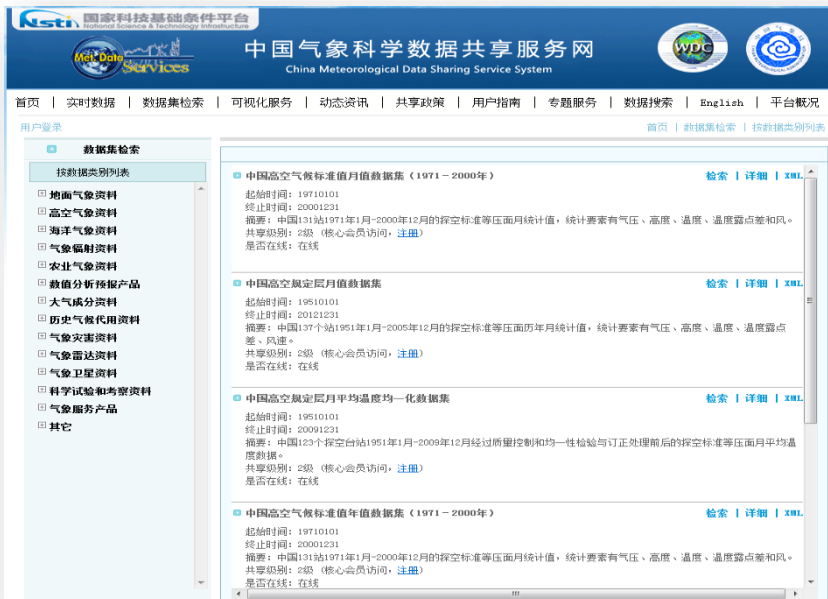 Nsti 国家科技基础条件平台
National Science & Technology Infrastructure
Met. Data Services
中国气象科学数据共享服务网
China Meteorological Data Sharing Service System
WDC
首页 | 实时数据 | 数据集检索 | 可视化服务 | 动态资讯 | 共享政策 | 用户指南 | 专题服务 | 数据搜索 | English | 平台概况
用户登录
首页 | 数据集检索 | 按数据类别列表
数据集检索
按数据类别列表
地面气象资料
高空气象资料
海洋气象资料
气象辐射资料
农业气象资料
数值分析预报产品
大气成分资料
历史气候代用资料
气象灾害资料
气象雷达资料
气象卫星资料
科学试验和考察资料
气象服务产品
其它
中国高空气候标准值月值数据集(1971-2000年) 检索 | 详细 | XML
起始时间: 19710101
终止时间: 20001231
摘要: 中国131站1971年1月-2000年12月的探空标准等压面月统计值,统计要素有气压、高度、温度、温度露点差和风。
共享级别: 2级 (核心会员访问,注册)
是否在线: 在线
中国高空规定层月值数据集 检索 | 详细 | XML
起始时间: 19510101
终止时间: 20121231
摘要: 中国137个站1951年1月-2005年12月的探空标准等压面历年月统计值,统计要素有气压、高度、温度、温度露点
差、风速。
共享级别: 2级 (核心会员访问,注册)
是否在线: 在线
中国高空规定层月平均温度均一化数据集 检索 | 详细 | XML
起始时间: 19510101
终止时间: 20091231
摘要: 中国123个探空台站1951年1月-2009年12月经过质量控制和均一性检验与订正处理前后的探空标准等压面月平均温
度数据。
共享级别: 2级 (核心会员访问,注册)
是否在线: 在线
中国高空气候标准值年值数据集(1971-2000年) 检索 | 详细 | XML
起始时间: 19710101
终止时间: 20001231
摘要: 中国131站1971年1月-2000年12月的探空标准等压面月统计值,统计要素有气压、高度、温度、温度露点差和风。
共享级别: 2级 (核心会员访问,注册)
是否在线: 在线